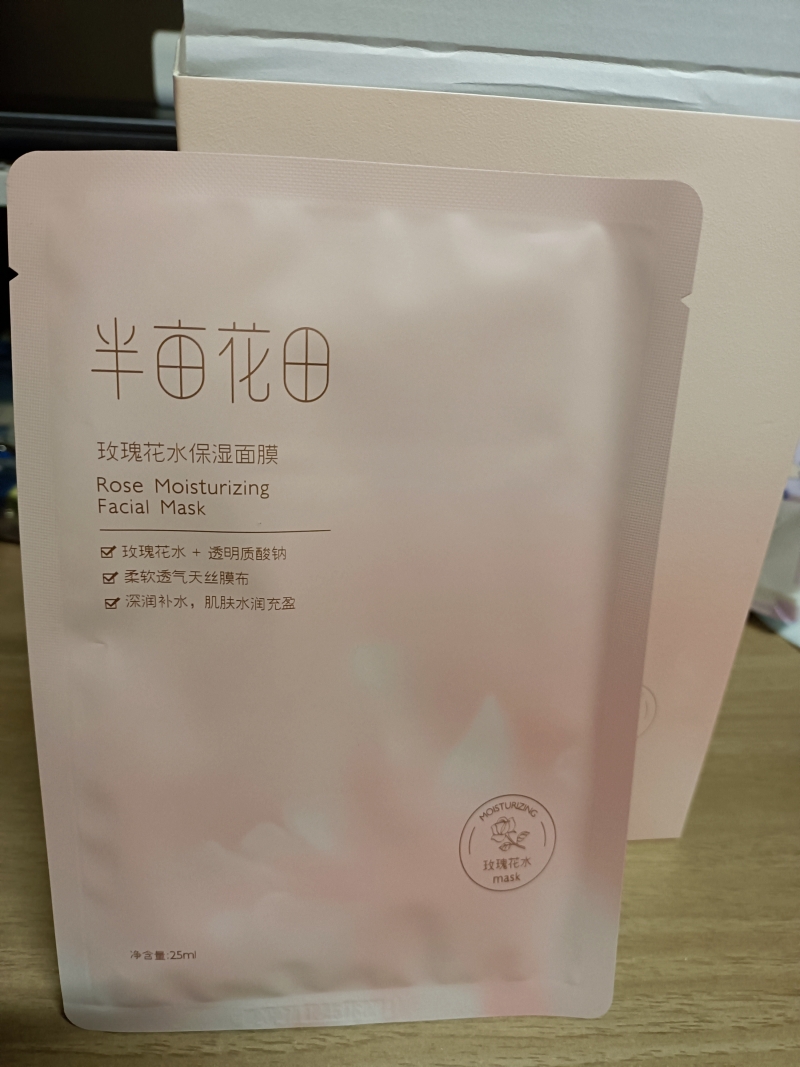 半亩花田
玫瑰花水保湿面膜
Rose Moisturizing
Facial Mask
玫瑰花水 + 透明质酸钠
柔软透气天丝膜布
深润补水，肌肤水润充盈
MOISTURIZING
玫瑰花水
mask
净含量:25ml